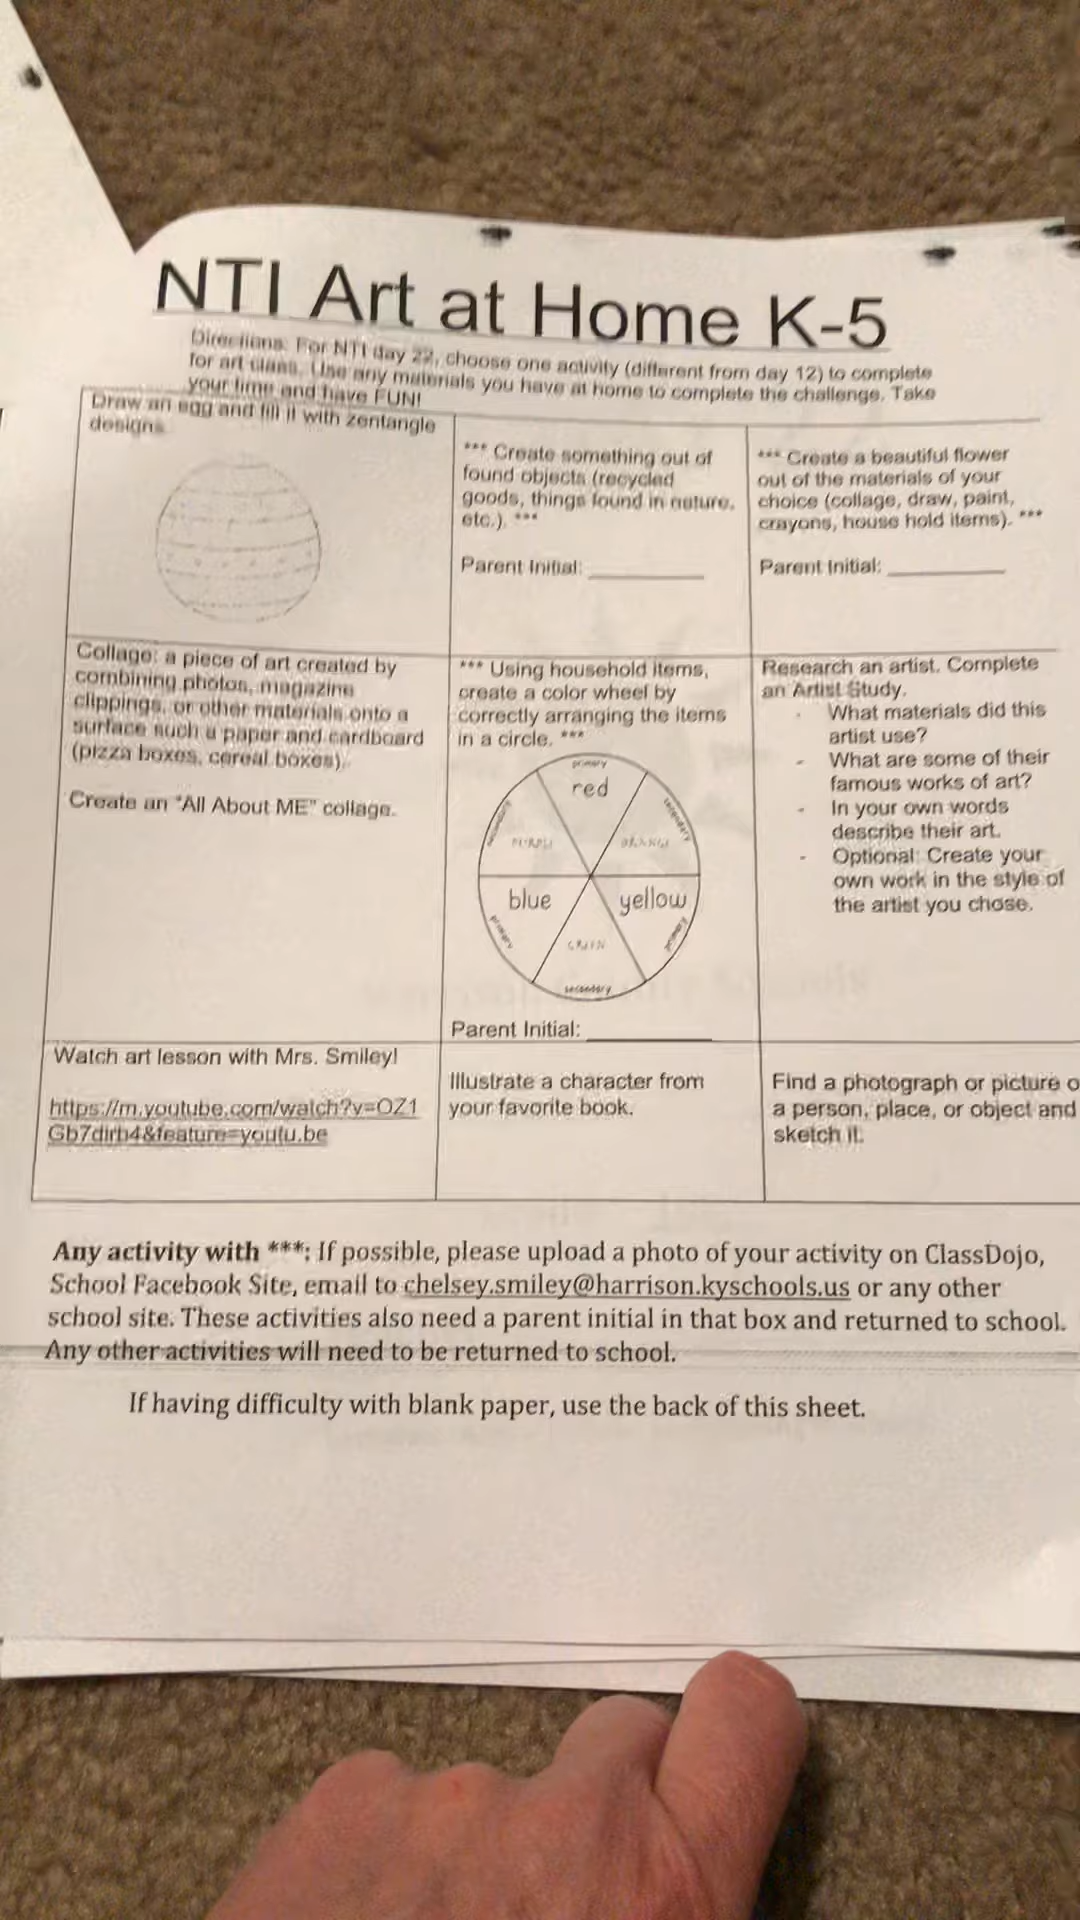 NTI Art at Home K-5
Directions: For NTI day 22, choose one activity (different from day 12) to complete
for art class. Use any materials you have at home to complete the challenge. Take
your time and have FUN!
Draw an egg and fill it with zentangle
designs
*** Create something out of
found objects (recycled
goods, things found in nature,
etc.). ***
Parent Initial:
*** Create a beautiful flower
out of the materials of your
choice (collage, draw, paint,
crayons, house hold items). ***
Parent Initial:
Collage: a piece of art created by
combining photos, magazine
clippings, or other materials onto a
surface such a paper and cardboard
(pizza boxes, cereal boxes).
Create an "All About ME" collage.
*** Using household items,
create a color wheel by
correctly arranging the items
in a circle. ***
primary
red
secondary
PURPLE
ORANGE
secondary
blue
yellow
primary
GREEN
primary
secondary
Parent Initial:
Research an artist. Complete
an Artist Study.
- What materials did this
artist use?
- What are some of their
famous works of art?
- In your own words
describe their art.
- Optional: Create your
own work in the style of
the artist you chose.
Watch art lesson with Mrs. Smiley!
https://m.youtube.com/watch?v=OZ1
Gb7dirb4&feature=youtu.be
Illustrate a character from
your favorite book.
Find a photograph or picture o
a person, place, or object and
sketch it.
Any activity with ***: If possible, please upload a photo of your activity on ClassDojo,
School Facebook Site, email to chelsey.smiley@harrison.kyschools.us or any other
school site. These activities also need a parent initial in that box and returned to school.
Any other activities will need to be returned to school.
If having difficulty with blank paper, use the back of this sheet.